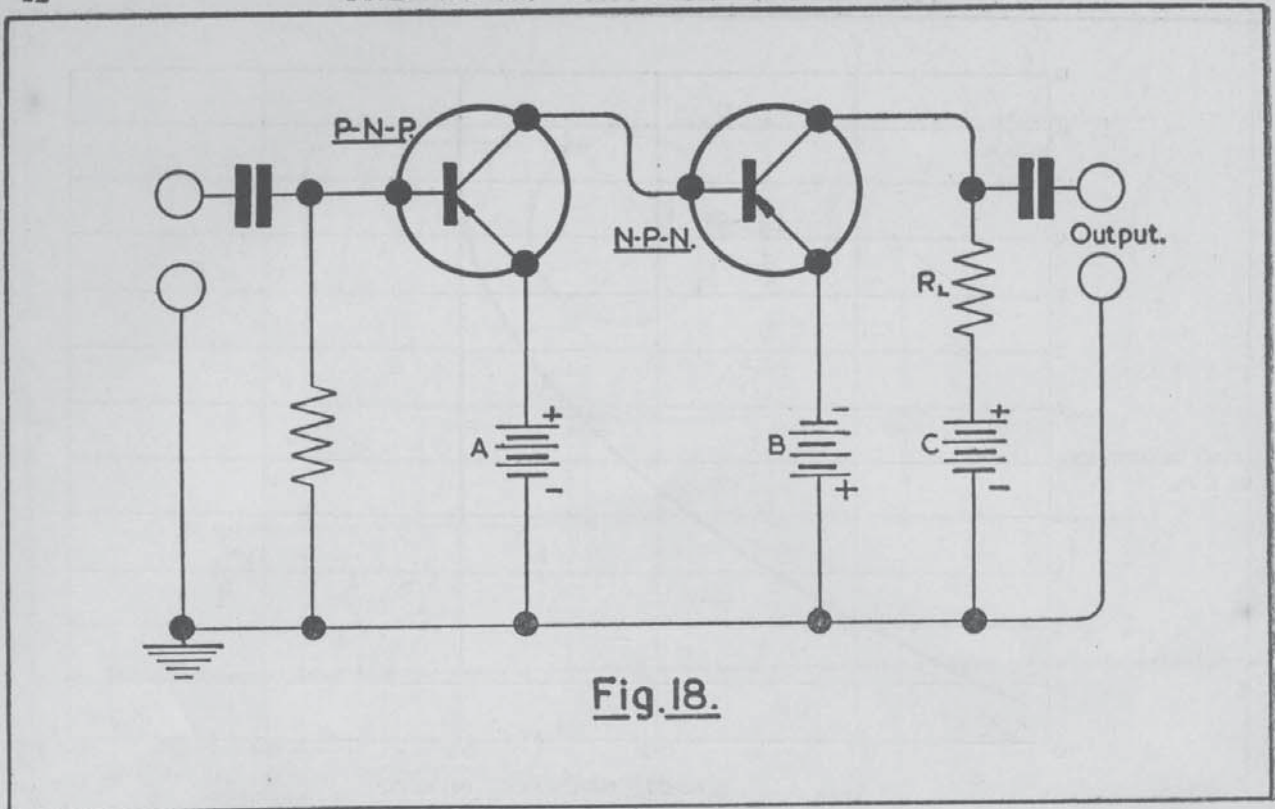 P-N-P.
N-P-N.
Output.
R L
+
A
-
-
B
+
+
C
-
Fig.18.